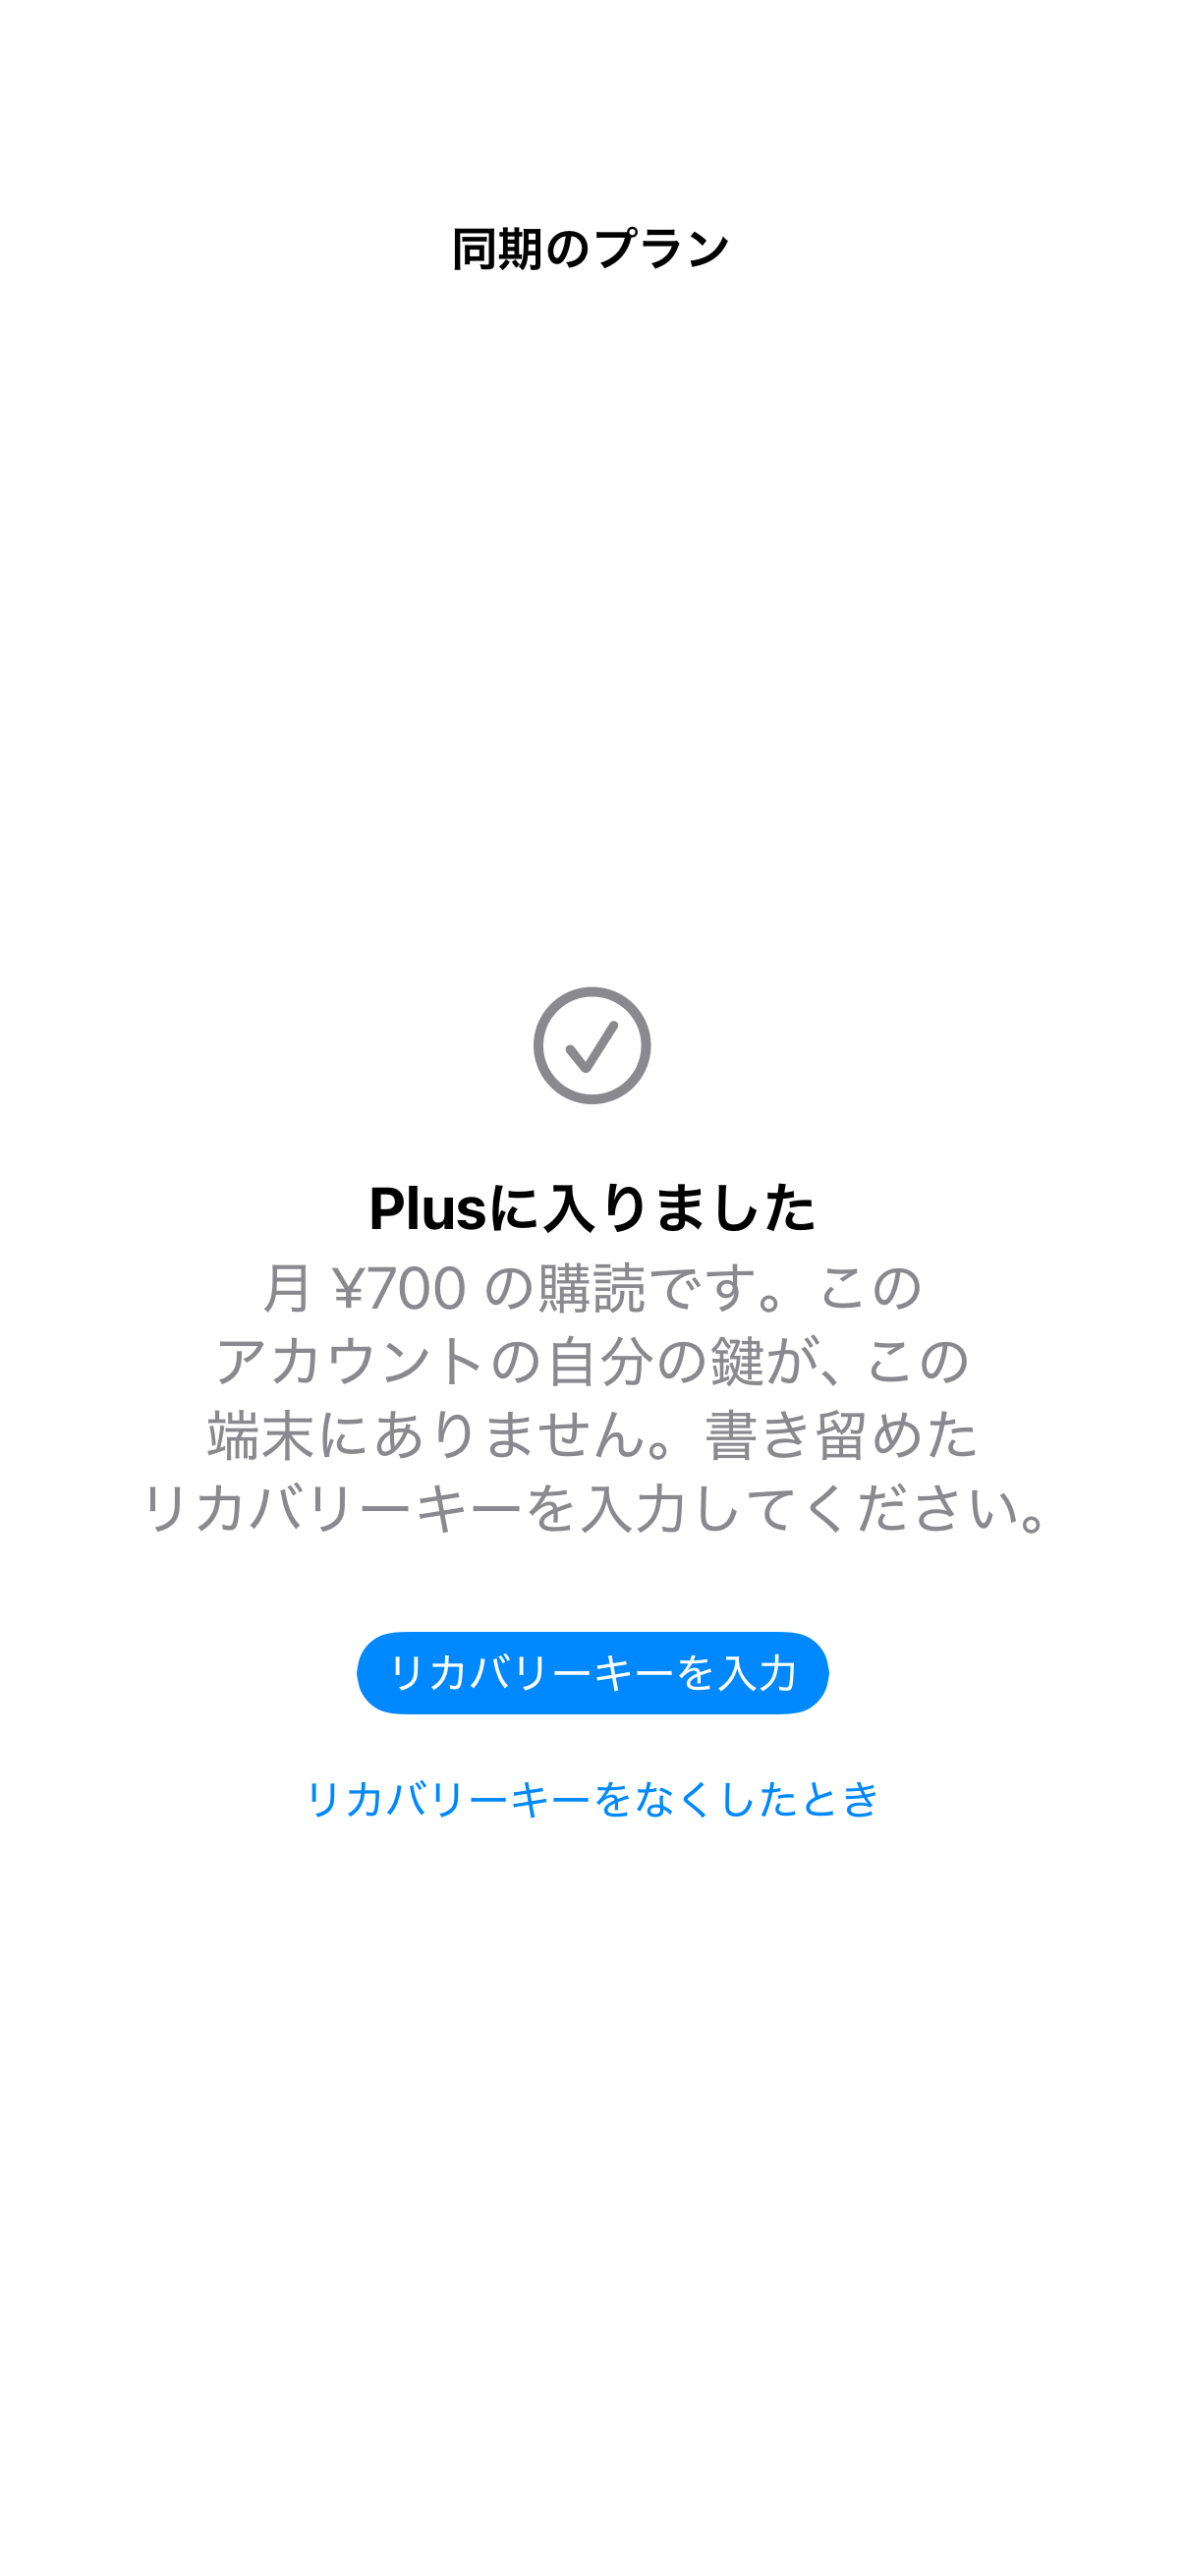 同期のプラン
Plusに入りました
月 ¥700 の購読です。この
アカウントの自分の鍵が、この
端末にありません。書き留めた
リカバリーキーを入力してください。
リカバリーキーを入力
リカバリーキーをなくしたとき